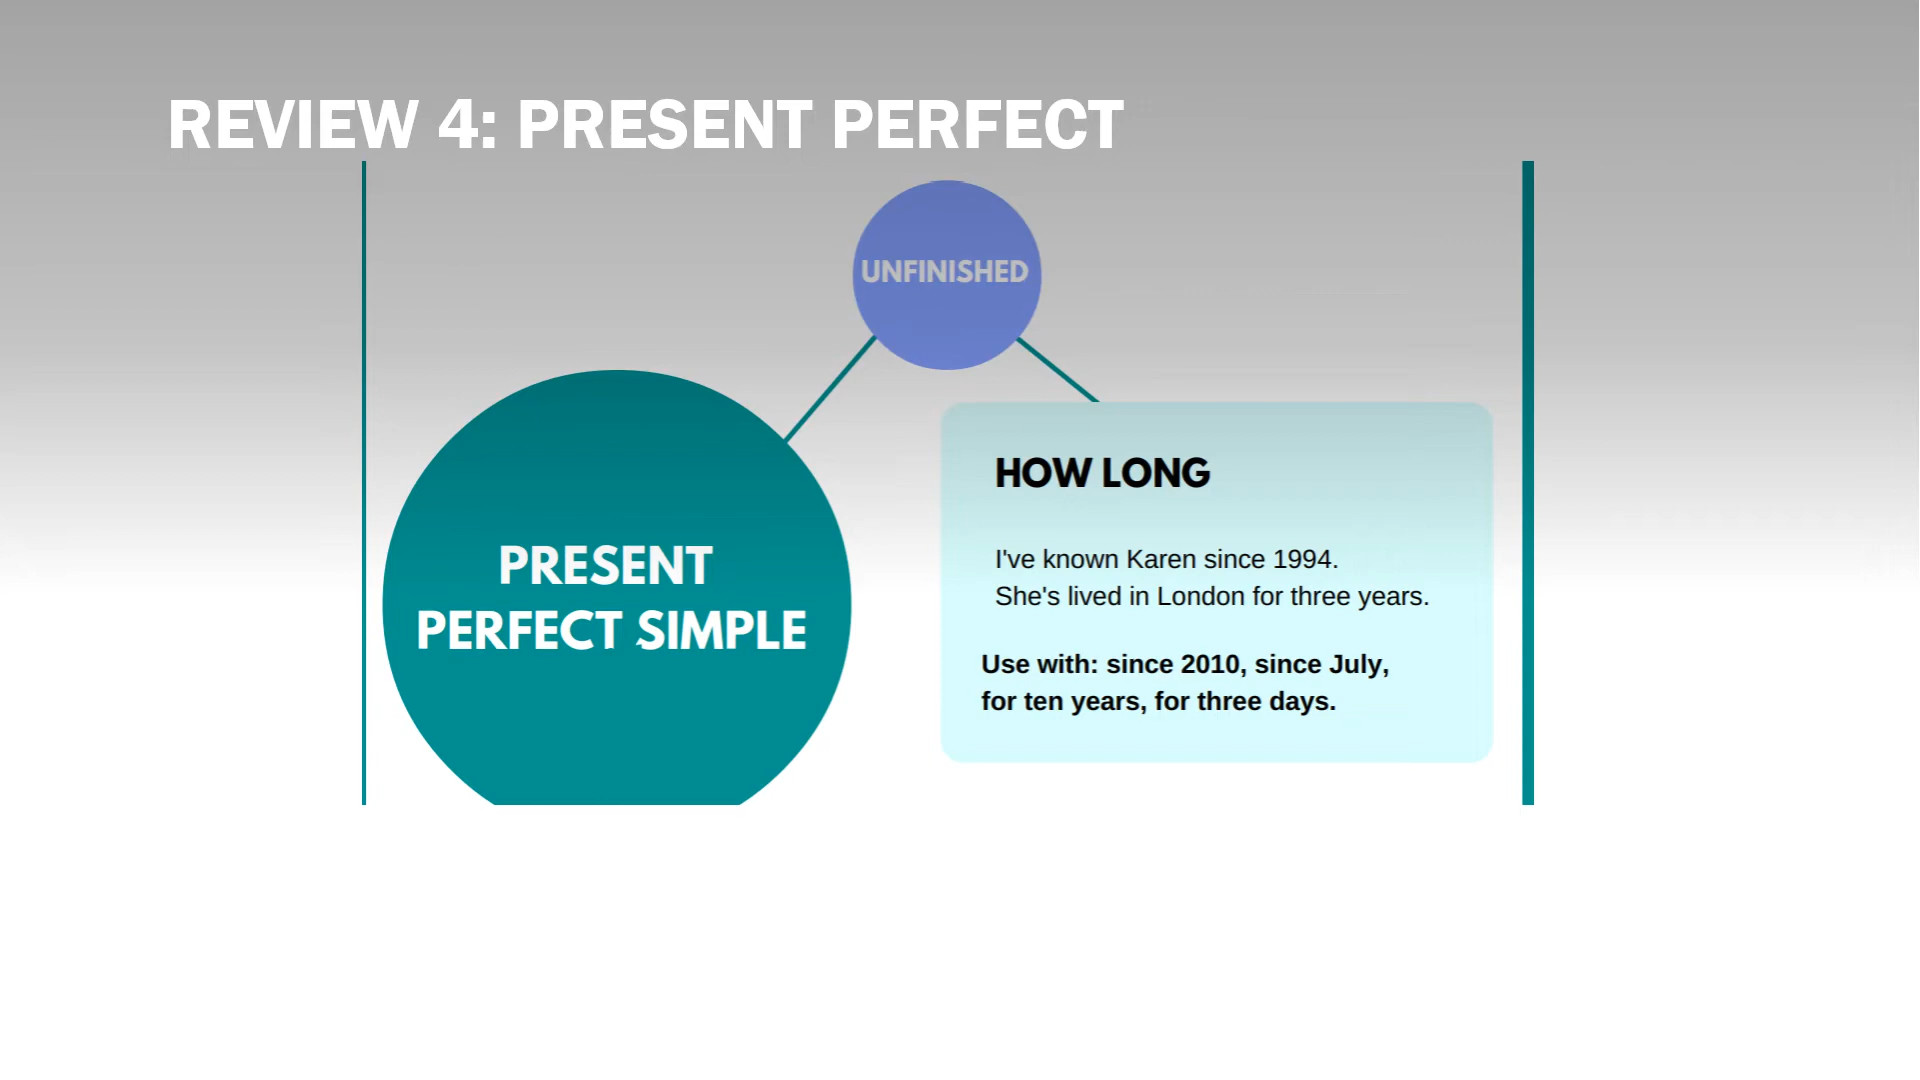 REVIEW 4: PRESENT PERFECT
UNFINISHED
PRESENT
PERFECT SIMPLE
HOW LONG
I've known Karen since 1994.
She's lived in London for three years.
Use with: since 2010, since July,
for ten years, for three days.